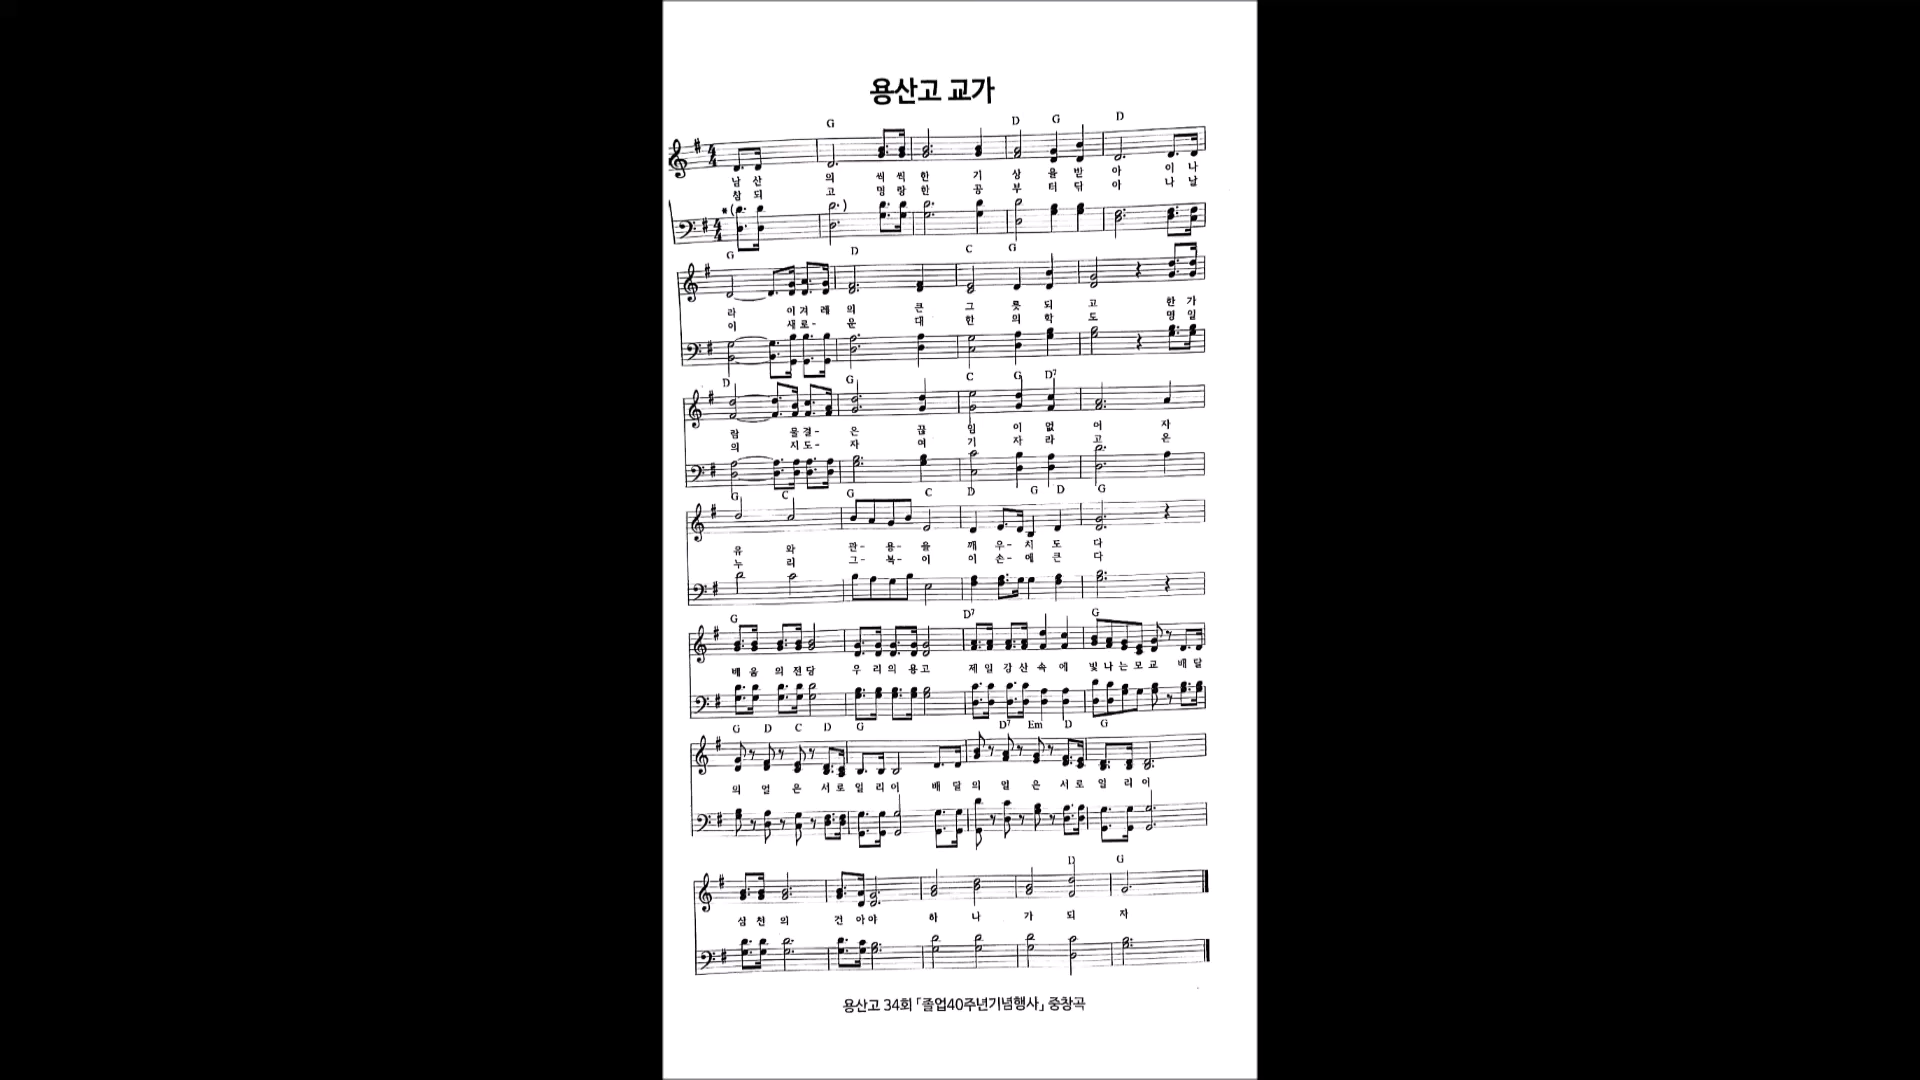 용산고 교가
G D G D
남 산 의 씩 씩 한 기 상 을 받 아 이 나
참 되 고 명 랑 한 공 부 터 닦 아 나 날
G D C G
라 이 겨 레 의 큰 그 릇 되 고 한 가
이 새 로- 운 대 한 의 학 도 명 일
D G C G D7
람 물 결- 은 끊 임 이 없 어 자
의 지 도- 자 여 기 자 라 고 온
G C G C D G D G
유 와 관- 용- 을 깨 우- 치 도 다
누 리 그- 복- 이 이 손- 에 큰 다
G D7 G
배 움 의 전 당 우 리 의 용 고 제 일 강 산 속 에 빛 나 는 모 교 배 달
G D C D G D7 Em D G
의 얼 은 서 로 일 리 이 배 달 의 얼 은 서 로 일 리 이
D G
삼 천 의 건 아 야 하 나 가 되 자
용산고 34회 「졸업40주년기념행사」 중창곡